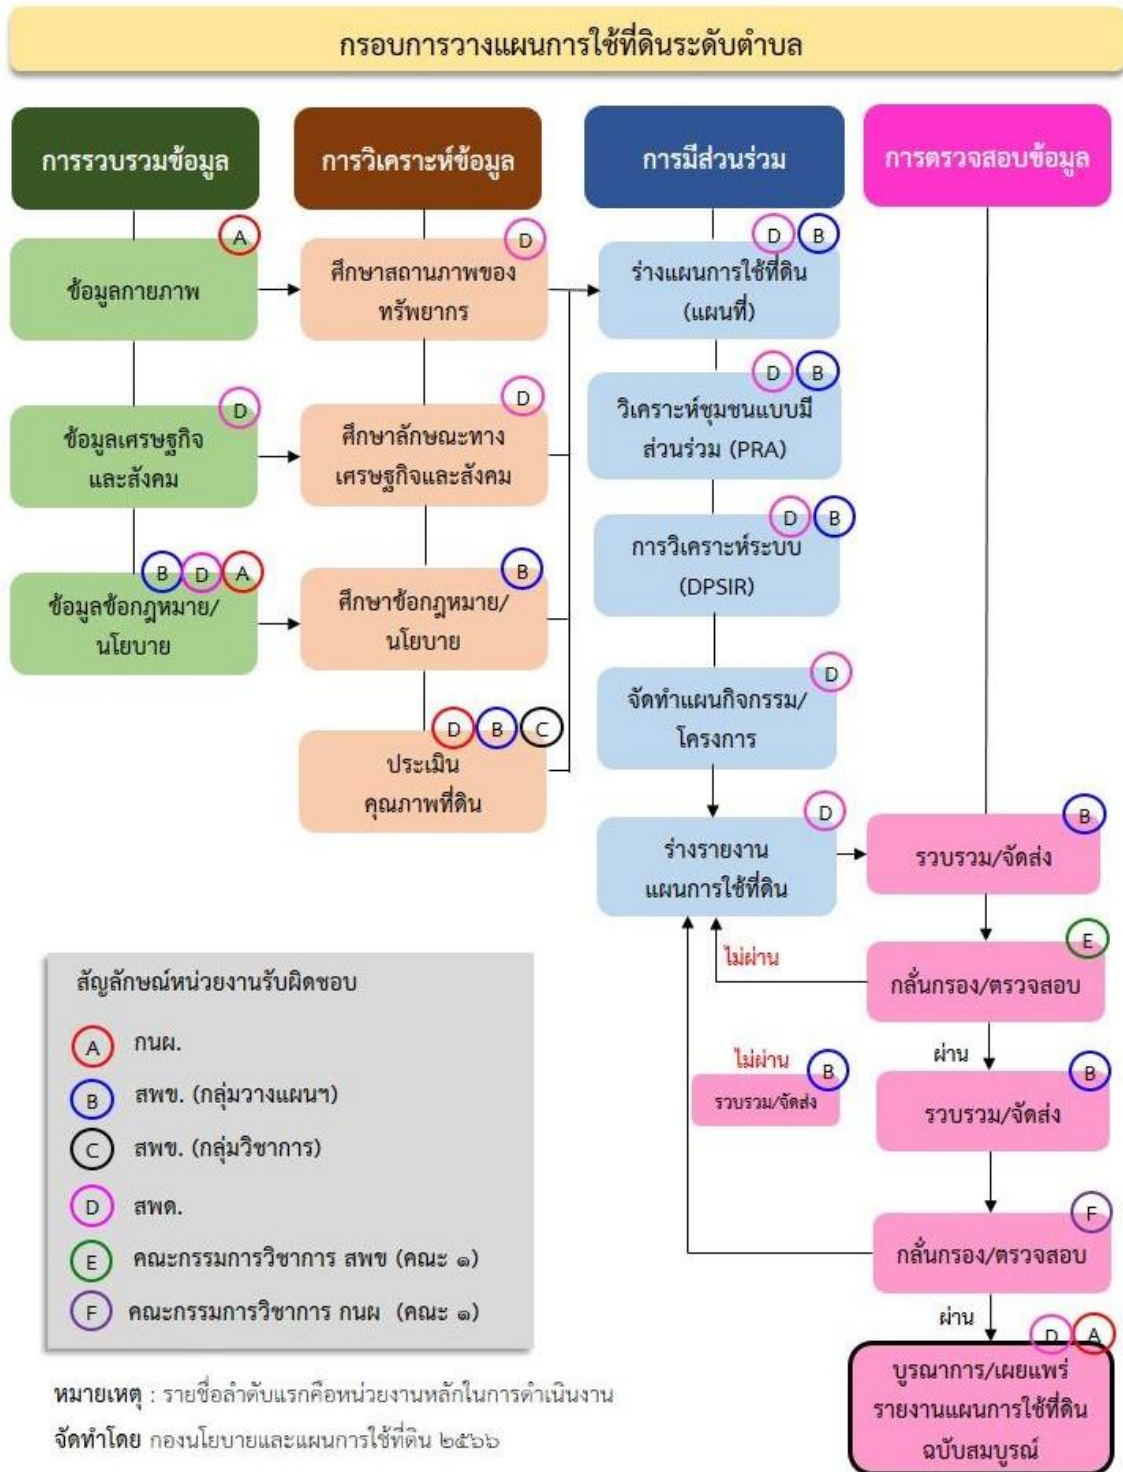 กรอบการวางแผนการใช้ที่ดินระดับตำบล
การรวบรวมข้อมูล
การวิเคราะห์ข้อมูล
การมีส่วนร่วม
การตรวจสอบข้อมูล
A
ข้อมูลกายภาพ
D
ศึกษาสถานภาพของ
ทรัพยากร
D B
ร่างแผนการใช้ที่ดิน
(แผนที่)
D
ข้อมูลเศรษฐกิจ
และสังคม
D
ศึกษาลักษณะทาง
เศรษฐกิจและสังคม
D B
วิเคราะห์ชุมชนแบบมี
ส่วนร่วม (PRA)
D B
การวิเคราะห์ระบบ
(DPSIR)
B D A
ข้อมูลข้อกฎหมาย/
นโยบาย
B
ศึกษาข้อกฎหมาย/
นโยบาย
D
จัดทำแผนกิจกรรม/
โครงการ
D B C
ประเมิน
คุณภาพที่ดิน
D
ร่างรายงาน
แผนการใช้ที่ดิน
B
รวบรวม/จัดส่ง
E
กลั่นกรอง/ตรวจสอบ
ไม่ผ่าน
ผ่าน
ไม่ผ่าน
B
รวบรวม/จัดส่ง
B
รวบรวม/จัดส่ง
F
กลั่นกรอง/ตรวจสอบ
ผ่าน
D A
บูรณาการ/เผยแพร่
รายงานแผนการใช้ที่ดิน
ฉบับสมบูรณ์
สัญลักษณ์หน่วยงานรับผิดชอบ
A กนผ.
B สพข. (กลุ่มวางแผนฯ)
C สพข. (กลุ่มวิชาการ)
D สพด.
E คณะกรรมการวิชาการ สพข (คณะ ๑)
F คณะกรรมการวิชาการ กนผ (คณะ ๑)
หมายเหตุ : รายชื่อลำดับแรกคือหน่วยงานหลักในการดำเนินงาน
จัดทำโดย กองนโยบายและแผนการใช้ที่ดิน ๒๕๖๖